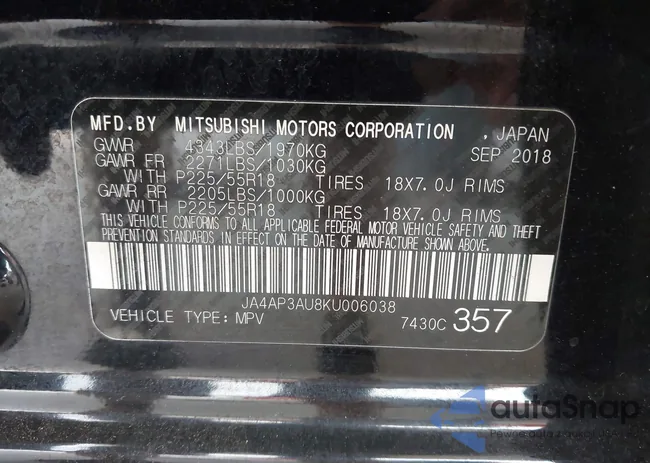 MFD.BY MITSUBISHI MOTORS CORPORATION , JAPAN
GVWR 4343LBS/1970KG SEP 2018
GAWR FR 2271LBS/1030KG
WITH P225/55R18 TIRES 18X7.0J RIMS
GAWR RR 2205LBS/1000KG
WITH P225/55R18 TIRES 18X7.0J RIMS
THIS VEHICLE CONFORMS TO ALL APPLICABLE FEDERAL MOTOR VEHICLE SAFETY AND THEFT
PREVENTION STANDARDS IN EFFECT ON THE DATE OF MANUFACTURE SHOWN ABOVE.
JA4AP3AU8KU006038
VEHICLE TYPE: MPV 7430C 357
autoSnap